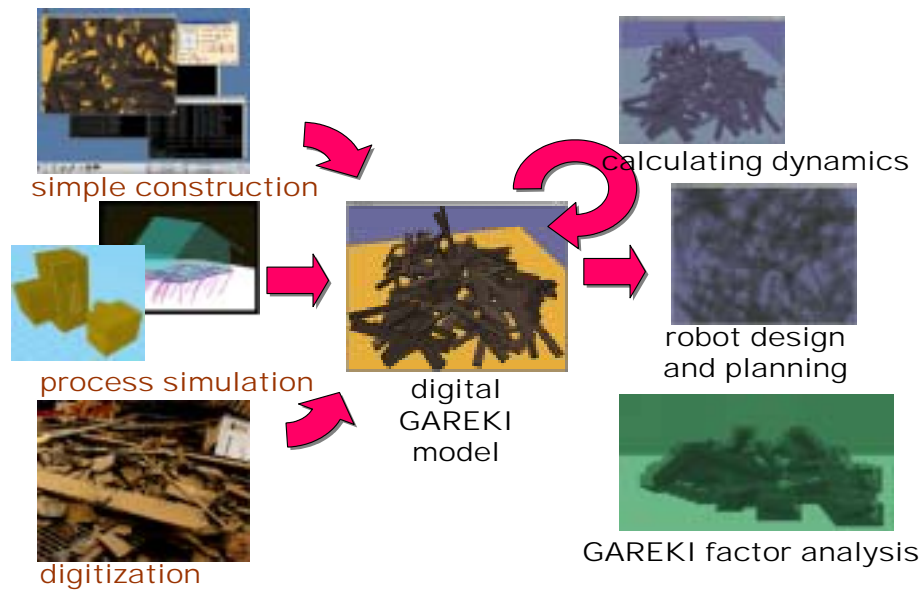 simple construction
calculating dynamics
process simulation
digital
GAREKI
model
robot design
and planning
digitization
GAREKI factor analysis